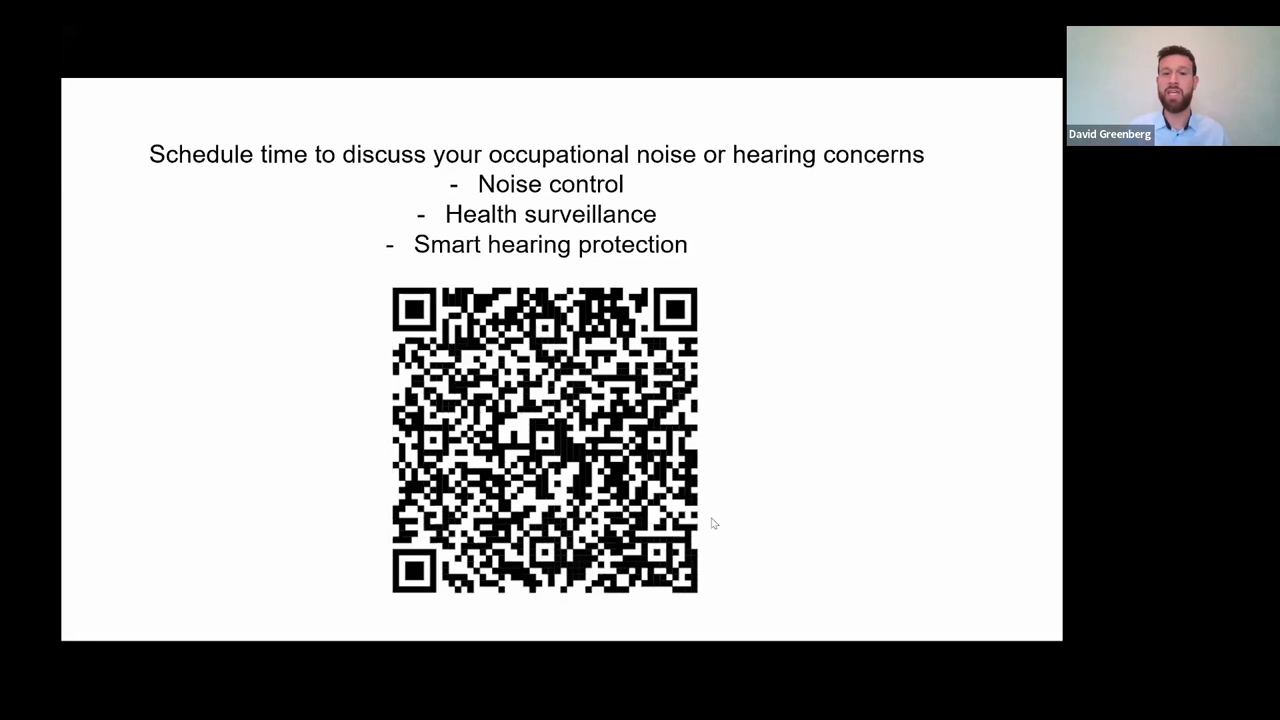 Schedule time to discuss your occupational noise or hearing concerns
- Noise control
- Health surveillance
- Smart hearing protection
David Greenberg